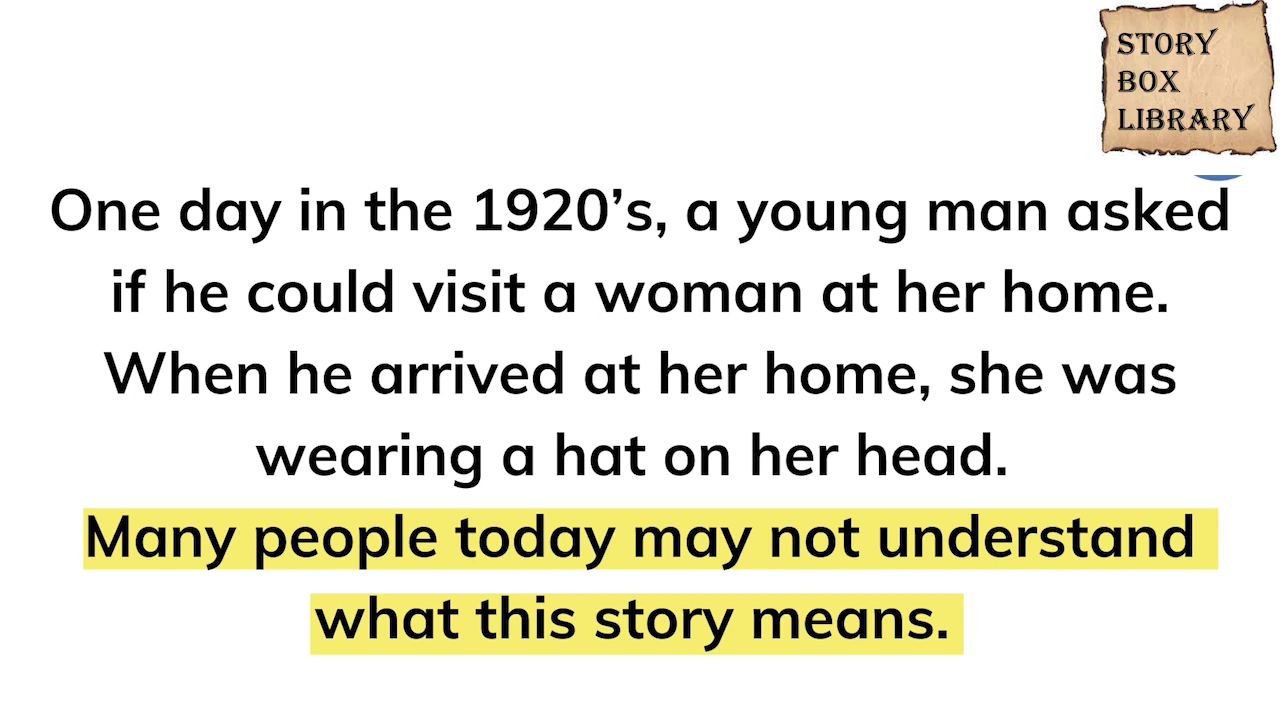 STORY
BOX
LIBRARY
One day in the 1920's, a young man asked
if he could visit a woman at her home.
When he arrived at her home, she was
wearing a hat on her head.
Many people today may not understand
what this story means.